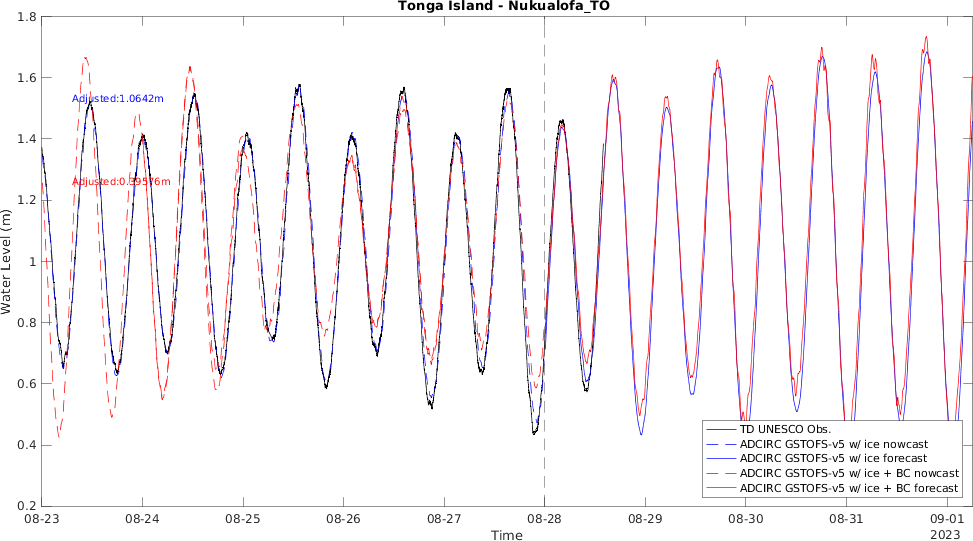 Tonga Island - Nukualofa_TO
1.8
1.6
1.4
1.2
1
0.8
0.6
0.4
0.2
Water Level (m)
Adjusted:1.0642m
Adjusted:0.39576m
TD UNESCO Obs.
ADCIRC GSTOFS-v5 w/ ice nowcast
ADCIRC GSTOFS-v5 w/ ice forecast
ADCIRC GSTOFS-v5 w/ ice + BC nowcast
ADCIRC GSTOFS-v5 w/ ice + BC forecast
08-23 08-24 08-25 08-26 08-27 08-28 08-29 08-30 08-31 09-01
2023
Time